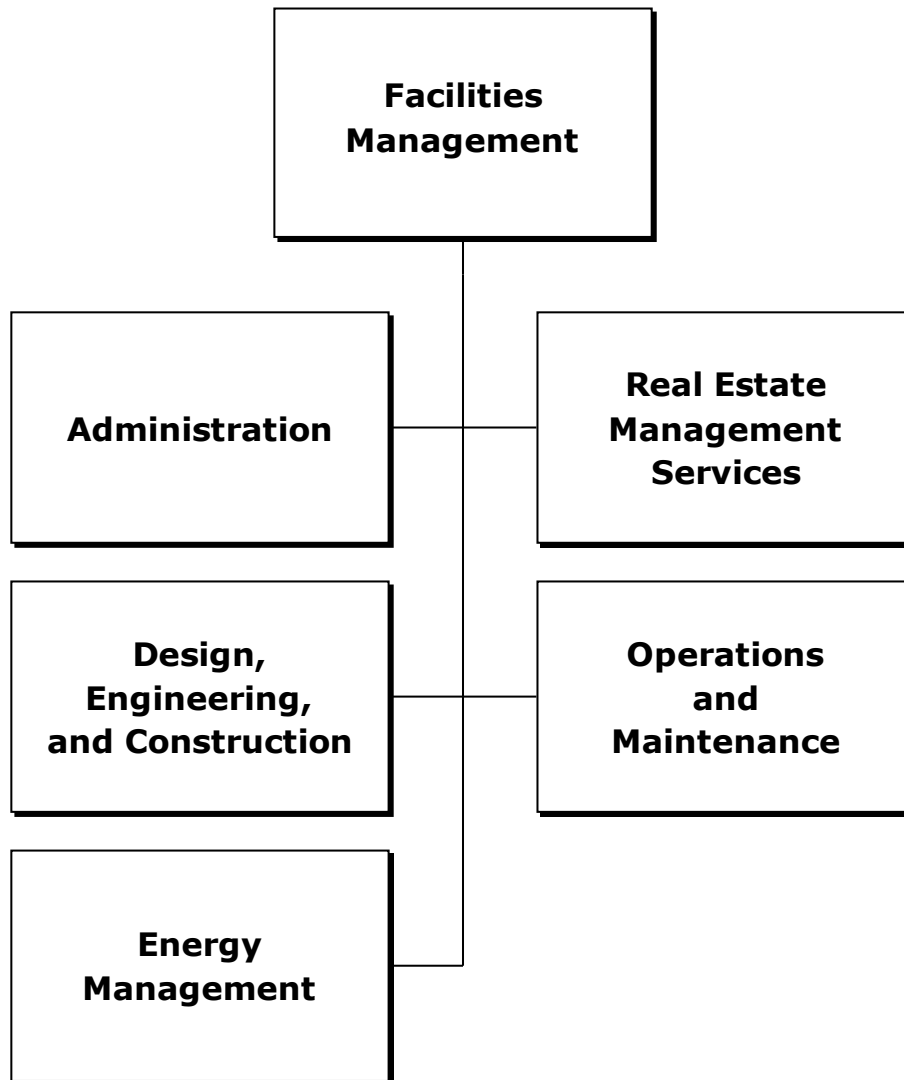 Facilities
Management
Administration
Real Estate
Management
Services
Design,
Engineering,
and Construction
Operations
and
Maintenance
Energy
Management